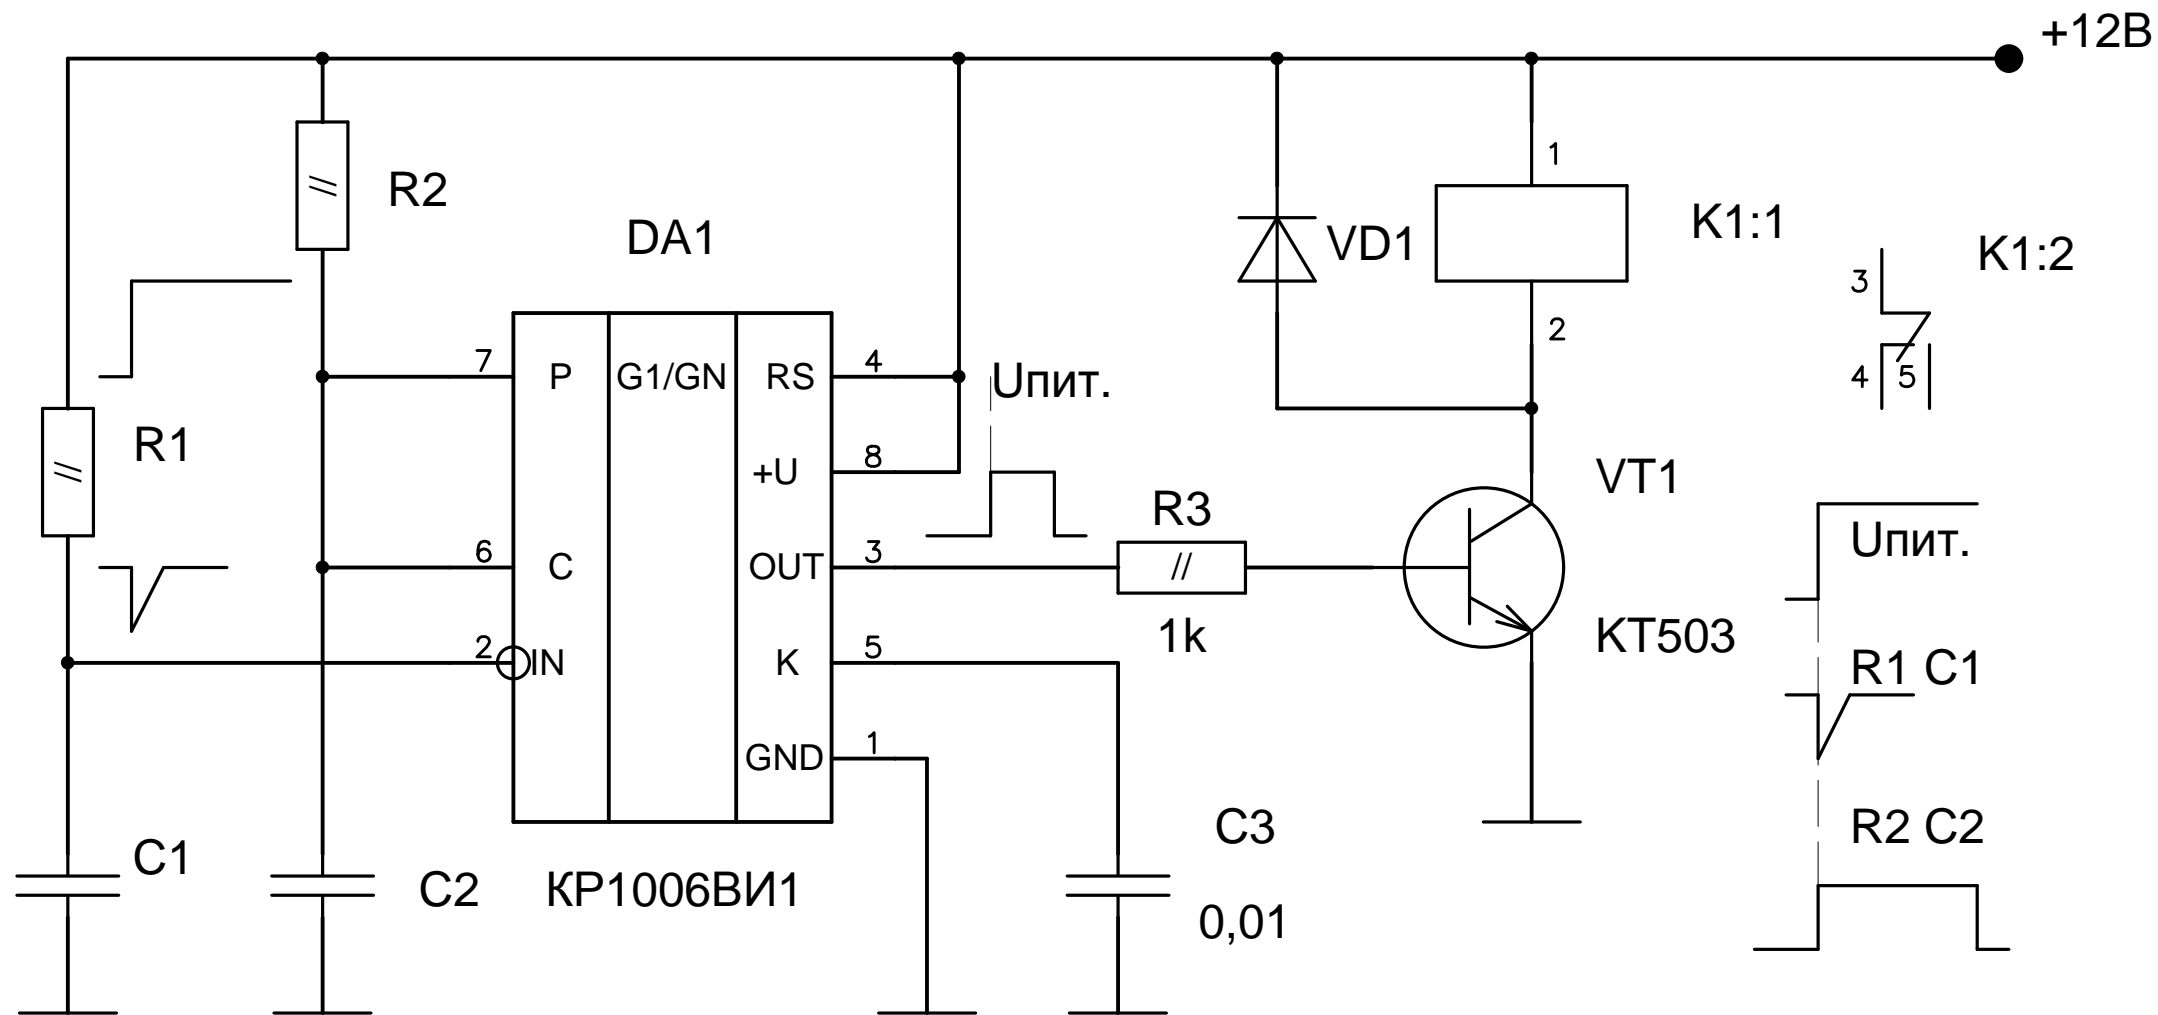 +12В
R2
DA1
1
K1:1
VD1
K1:2
3
2
7
P
G1/GN
RS
4
Uпит.
4
5
R1
+U
8
VT1
R3
Uпит.
6
C
OUT
3
2
IN
K
5
1k
КТ503
R1 C1
GND
1
C1
C2
КР1006ВИ1
C3
0,01
R2 C2